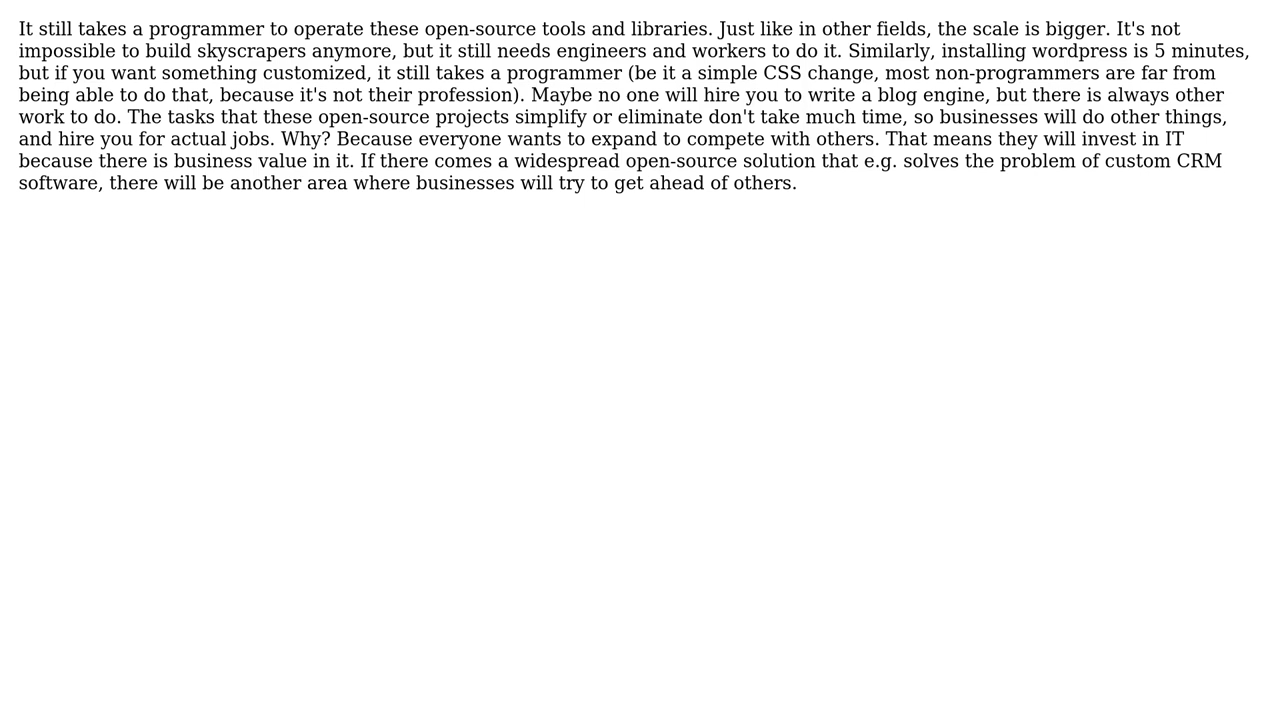 It still takes a programmer to operate these open-source tools and libraries. Just like in other fields, the scale is bigger. It's not
impossible to build skyscrapers anymore, but it still needs engineers and workers to do it. Similarly, installing wordpress is 5 minutes,
but if you want something customized, it still takes a programmer (be it a simple CSS change, most non-programmers are far from
being able to do that, because it's not their profession). Maybe no one will hire you to write a blog engine, but there is always other
work to do. The tasks that these open-source projects simplify or eliminate don't take much time, so businesses will do other things,
and hire you for actual jobs. Why? Because everyone wants to expand to compete with others. That means they will invest in IT
because there is business value in it. If there comes a widespread open-source solution that e.g. solves the problem of custom CRM
software, there will be another area where businesses will try to get ahead of others.